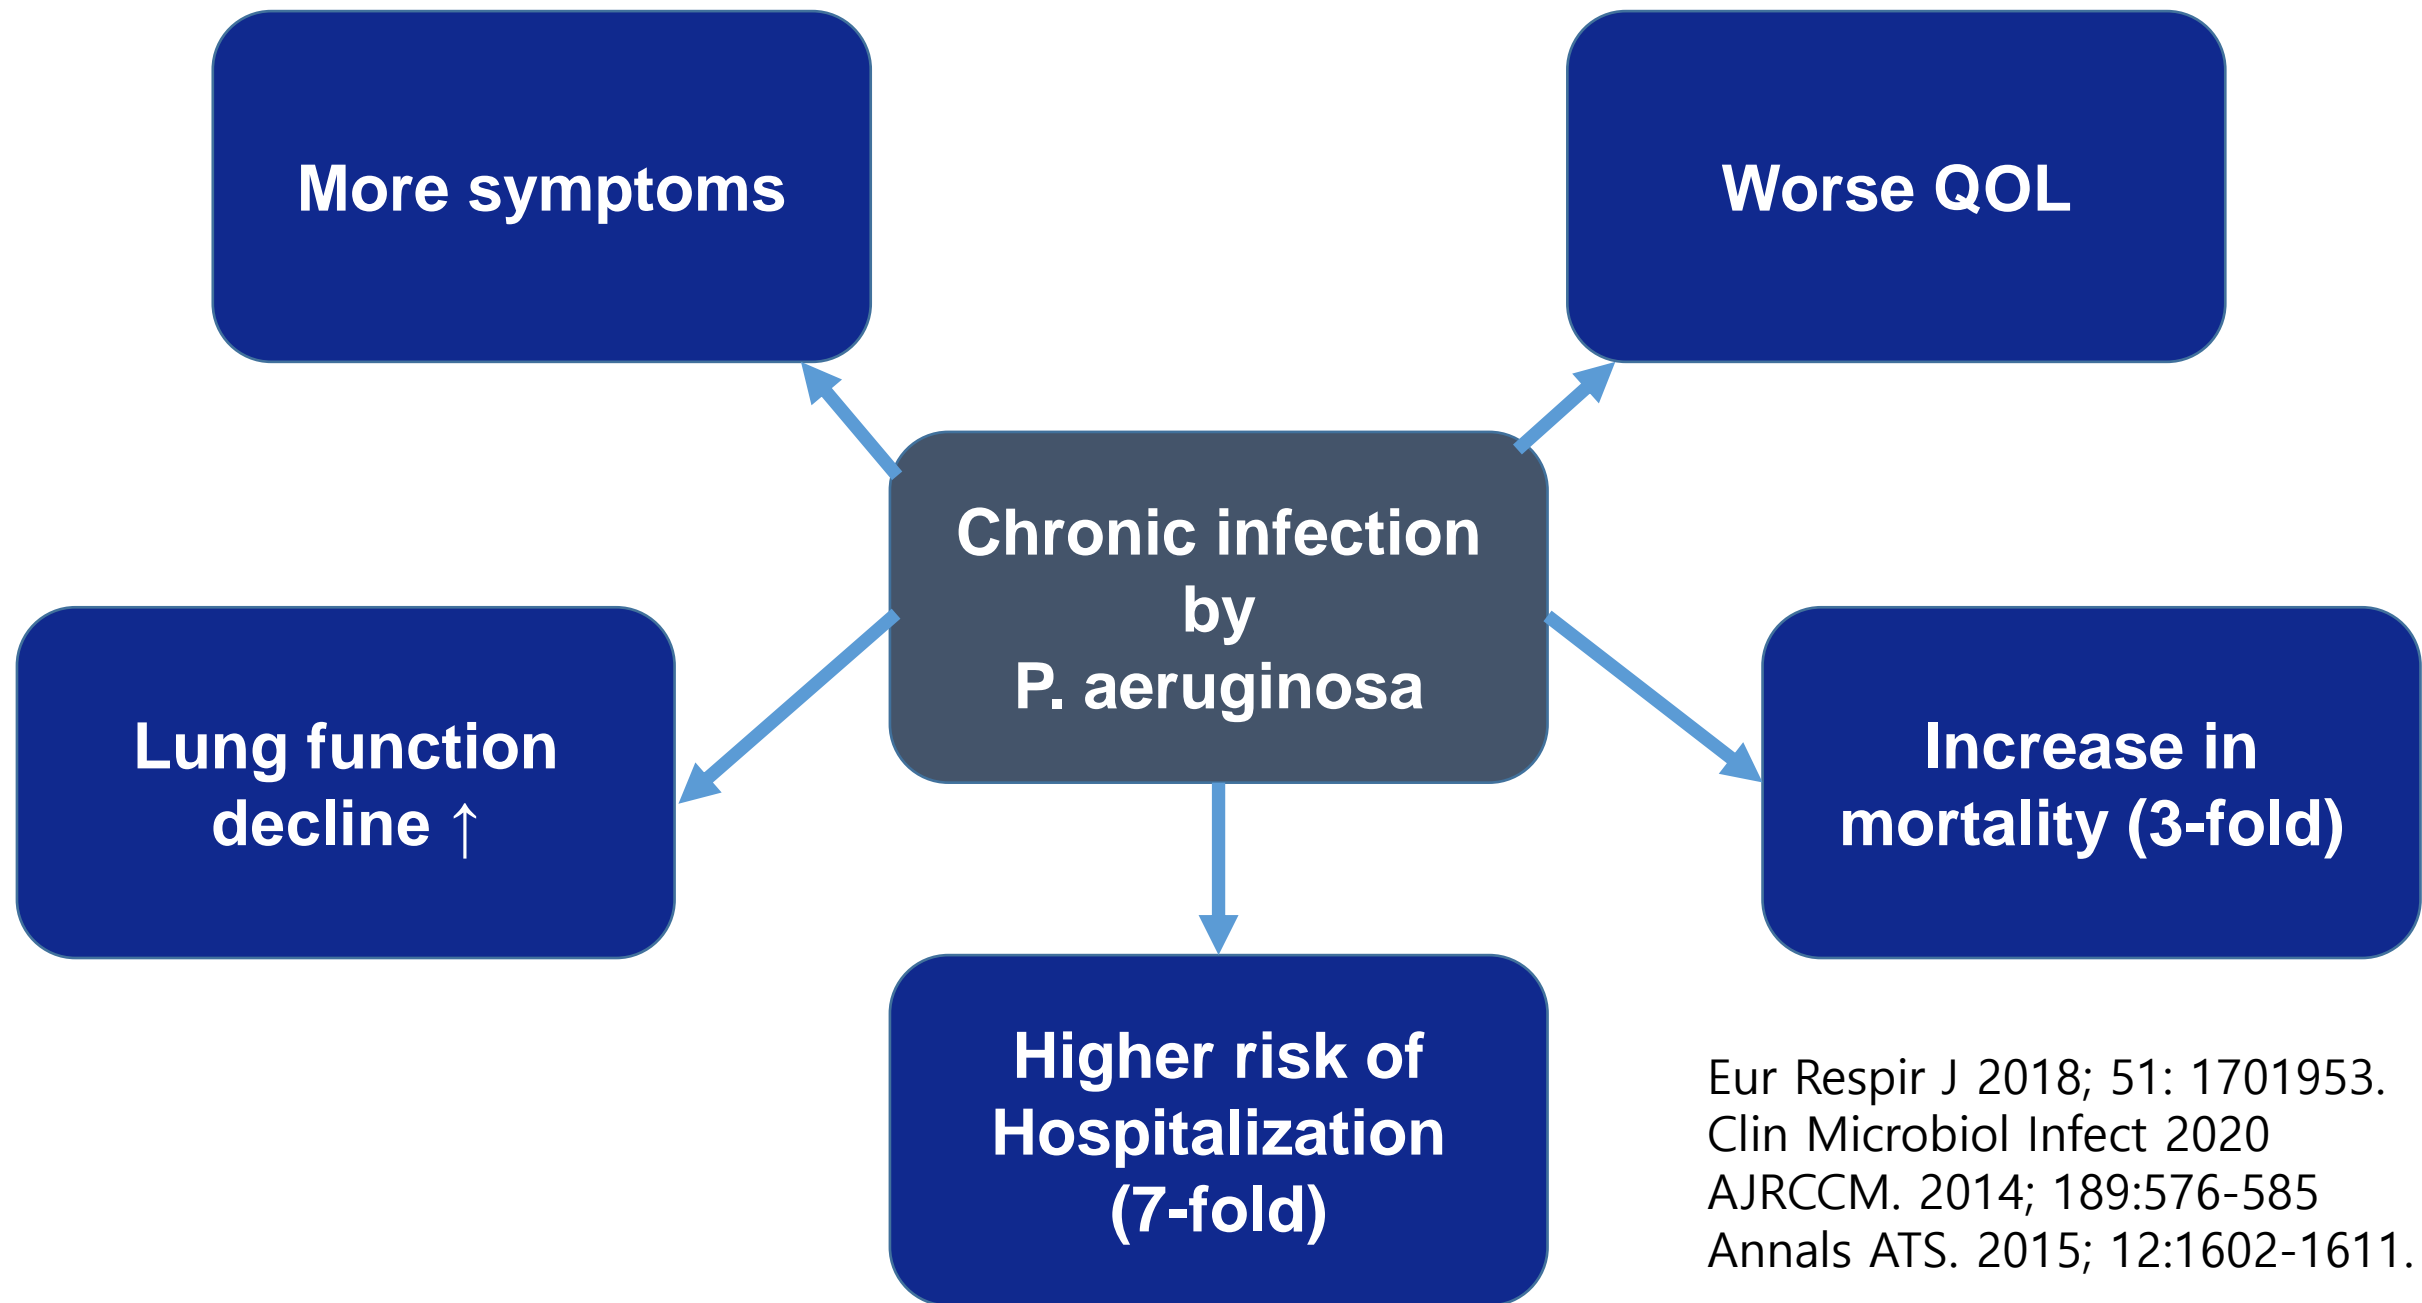 More symptoms
Worse QOL
Chronic infection
by
P. aeruginosa
Lung function
decline ↑
Increase in
mortality (3-fold)
Higher risk of
Hospitalization
(7-fold)
Eur Respir J 2018; 51: 1701953.
Clin Microbiol Infect 2020
AJRCCM. 2014; 189:576-585
Annals ATS. 2015; 12:1602-1611.